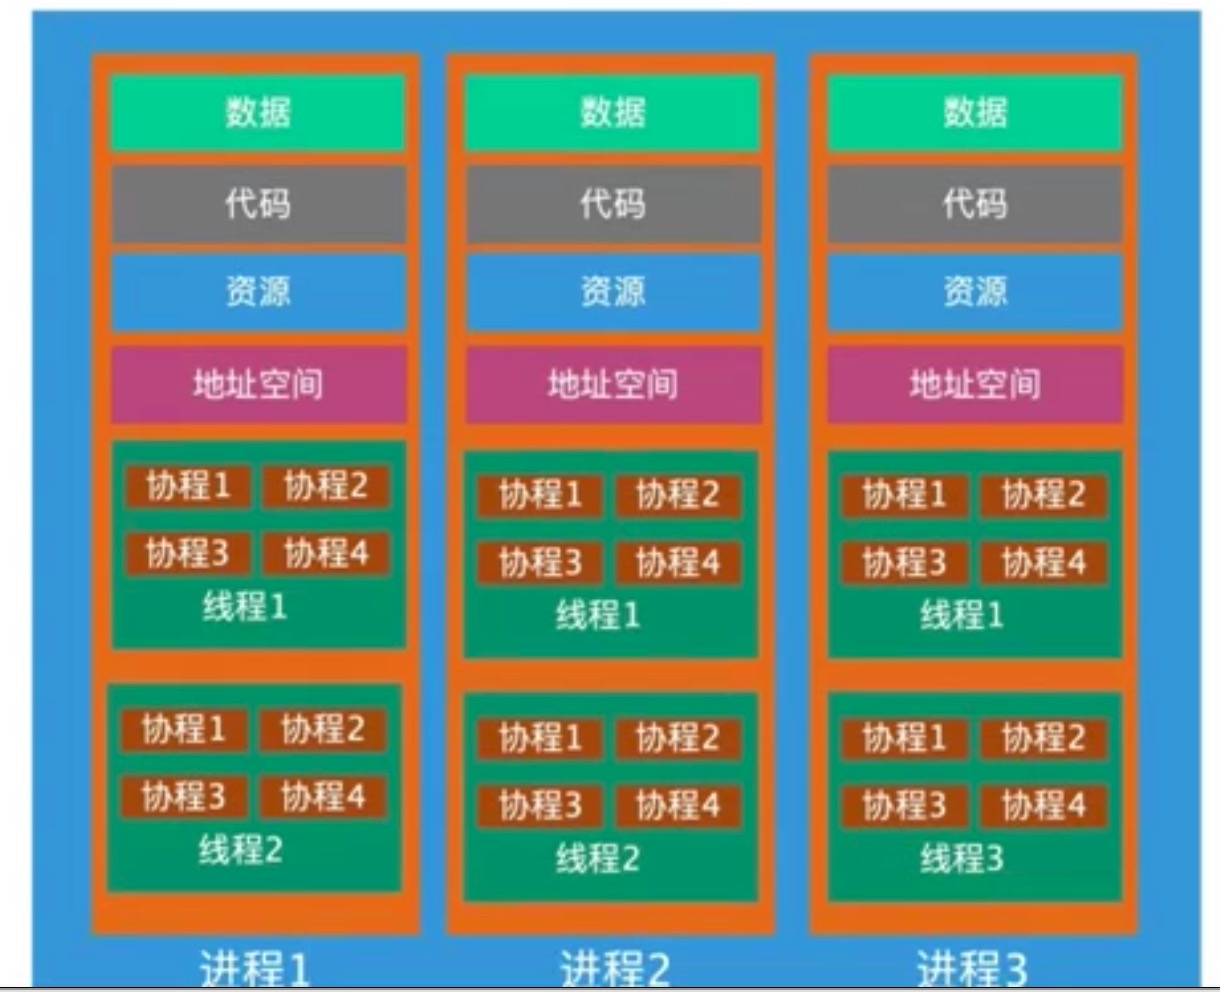 数据
代码
资源
地址空间
协程1 协程2
协程3 协程4
线程1
协程1 协程2
协程3 协程4
线程2
进程1
数据
代码
资源
地址空间
协程1 协程2
协程3 协程4
线程1
协程1 协程2
协程3 协程4
线程2
进程2
数据
代码
资源
地址空间
协程1 协程2
协程3 协程4
线程1
协程1 协程2
协程3 协程4
线程3
进程3